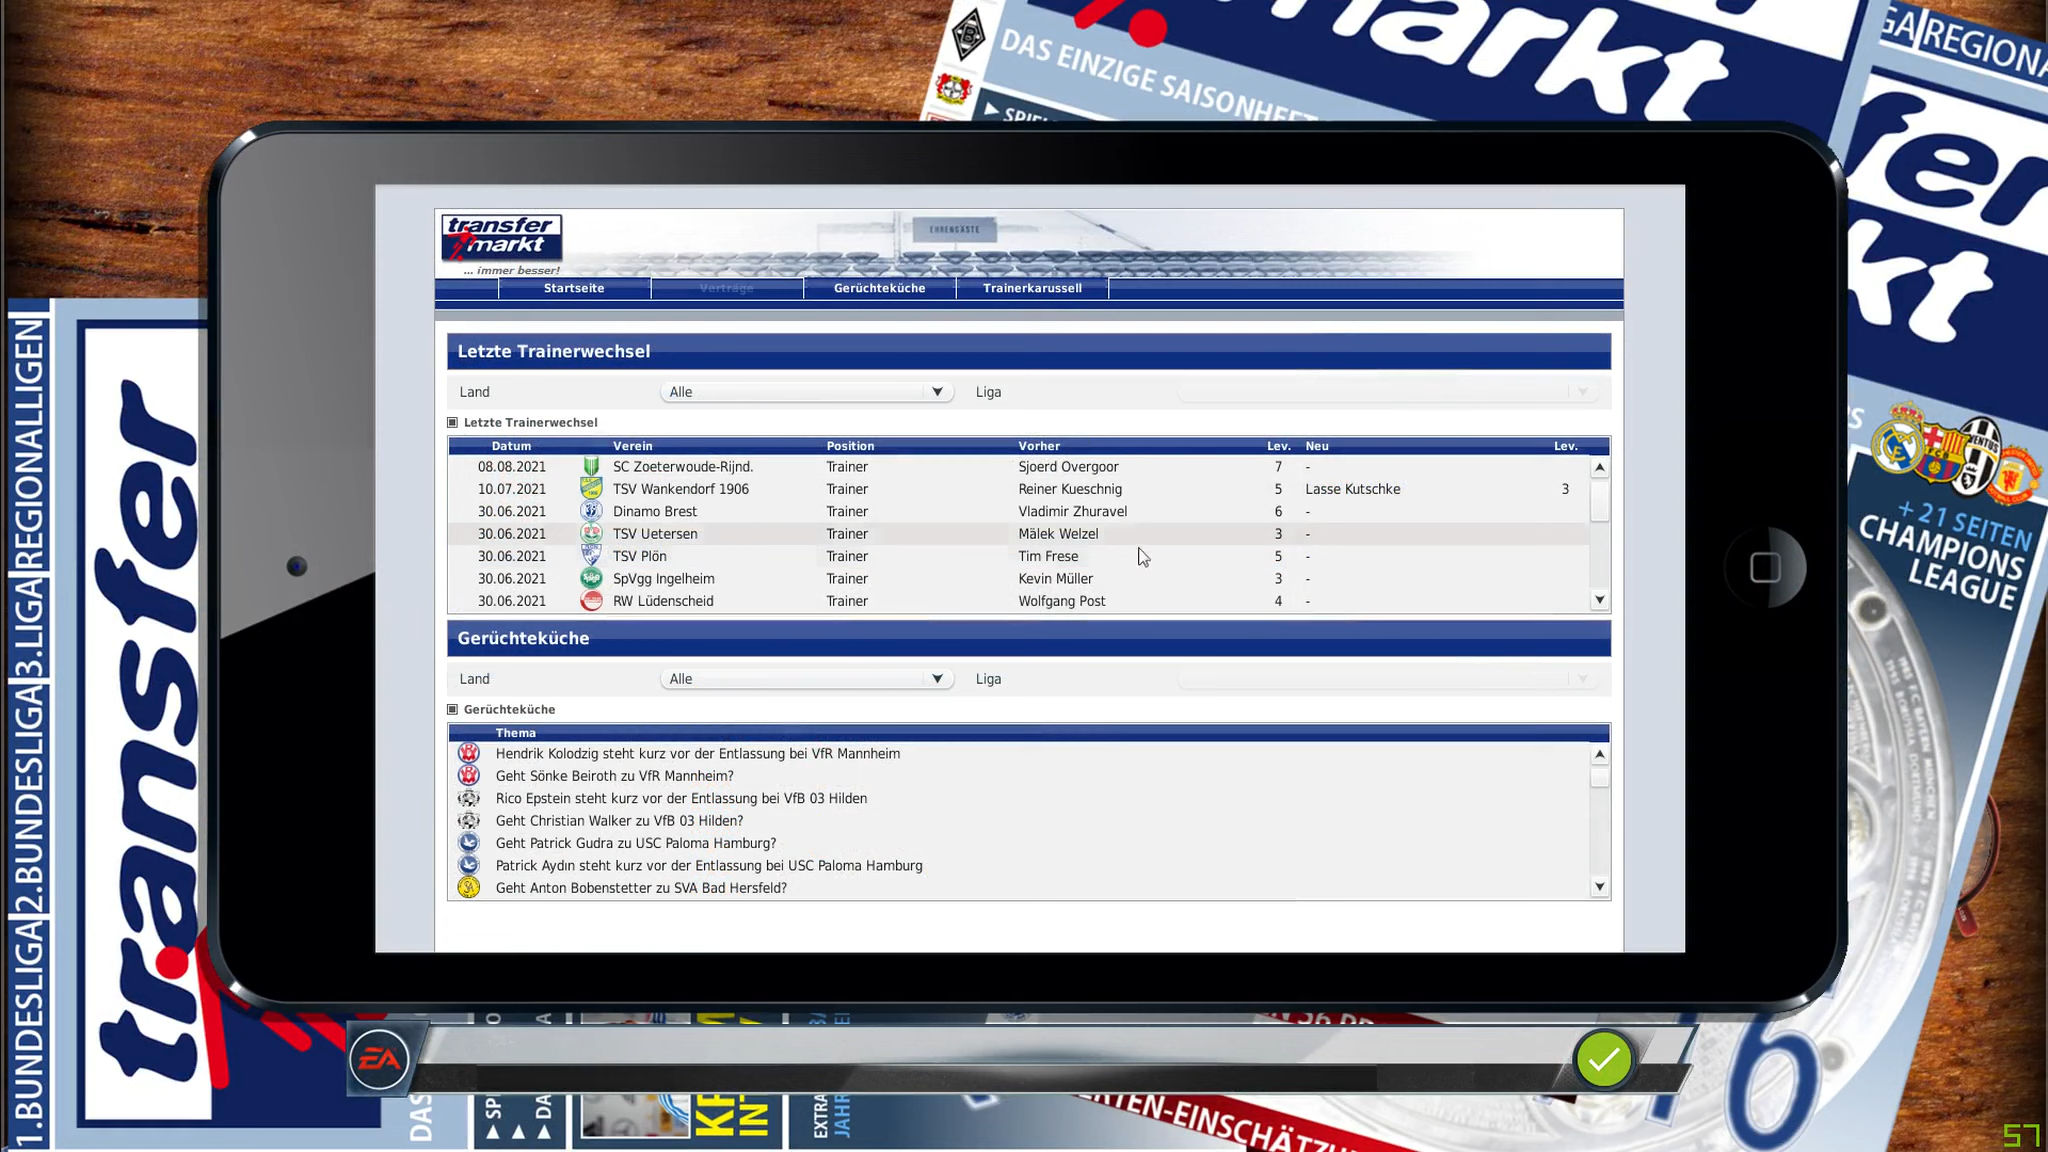 DAS EINZIGE SAISONHEFT
markt
transfer
markt
... immer besser!
EHRENGÄSTE
Startseite
Verträge
Gerüchteküche
Trainerkarussell
Letzte Trainerwechsel
Land Alle Liga
Letzte Trainerwechsel
Datum Verein Position Vorher Lev. Neu Lev.
08.08.2021 SC Zoeterwoude-Rijnd. Trainer Sjoerd Overgoor 7 -
10.07.2021 TSV Wankendorf 1906 Trainer Reiner Kueschnig 5 Lasse Kutschke 3
30.06.2021 Dinamo Brest Trainer Vladimir Zhuravel 6 -
30.06.2021 TSV Uetersen Trainer Mälek Welzel 3 -
30.06.2021 TSV Plön Trainer Tim Frese 5 -
30.06.2021 SpVgg Ingelheim Trainer Kevin Müller 3 -
30.06.2021 RW Lüdenscheid Trainer Wolfgang Post 4 -
Gerüchteküche
Land Alle Liga
Gerüchteküche
Thema
Hendrik Kolodzig steht kurz vor der Entlassung bei VfR Mannheim
Geht Sönke Beiroth zu VfR Mannheim?
Rico Epstein steht kurz vor der Entlassung bei VfB 03 Hilden
Geht Christian Walker zu VfB 03 Hilden?
Geht Patrick Gudra zu USC Paloma Hamburg?
Patrick Aydın steht kurz vor der Entlassung bei USC Paloma Hamburg
Geht Anton Bobenstetter zu SVA Bad Hersfeld?
1.BUNDESLIGA 2.BUNDESLIGA 3.LIGA REGIONALLIGEN
transfer
+ 21 SEITEN
CHAMPIONS
LEAGUE
EA
DAS
EXTRA
16
57